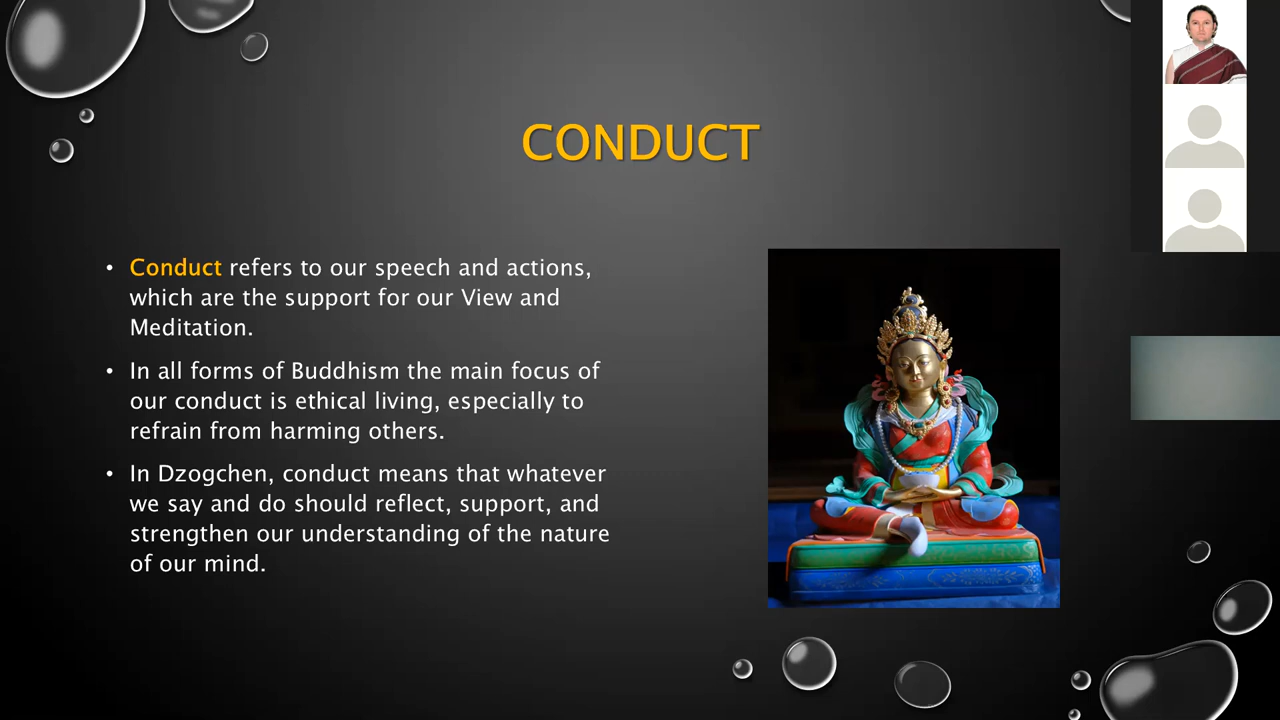 CONDUCT
• Conduct refers to our speech and actions,
which are the support for our View and
Meditation.
• In all forms of Buddhism the main focus of
our conduct is ethical living, especially to
refrain from harming others.
• In Dzogchen, conduct means that whatever
we say and do should reflect, support, and
strengthen our understanding of the nature
of our mind.